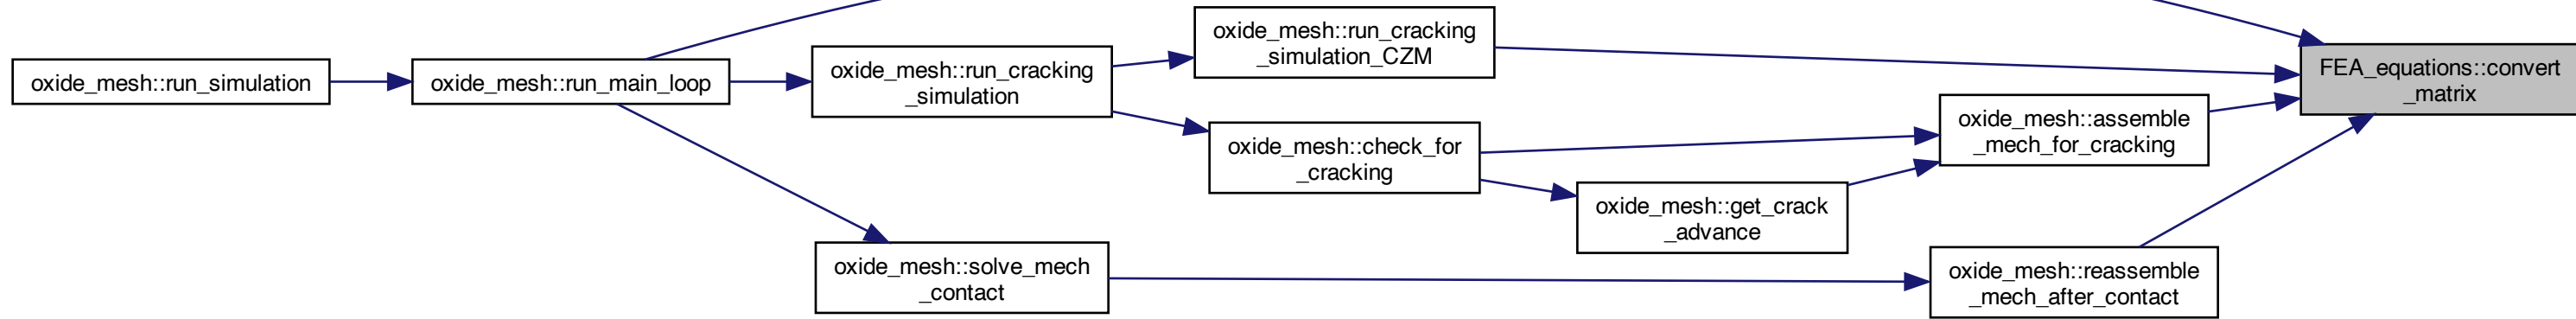 oxide_mesh::run_simulation
oxide_mesh::run_main_loop
oxide_mesh::run_cracking
_simulation
oxide_mesh::run_cracking
_simulation_CZM
oxide_mesh::check_for
_cracking
oxide_mesh::get_crack
_advance
oxide_mesh::assemble
_mech_for_cracking
oxide_mesh::solve_mech
_contact
oxide_mesh::reassemble
_mech_after_contact
FEA_equations::convert
_matrix